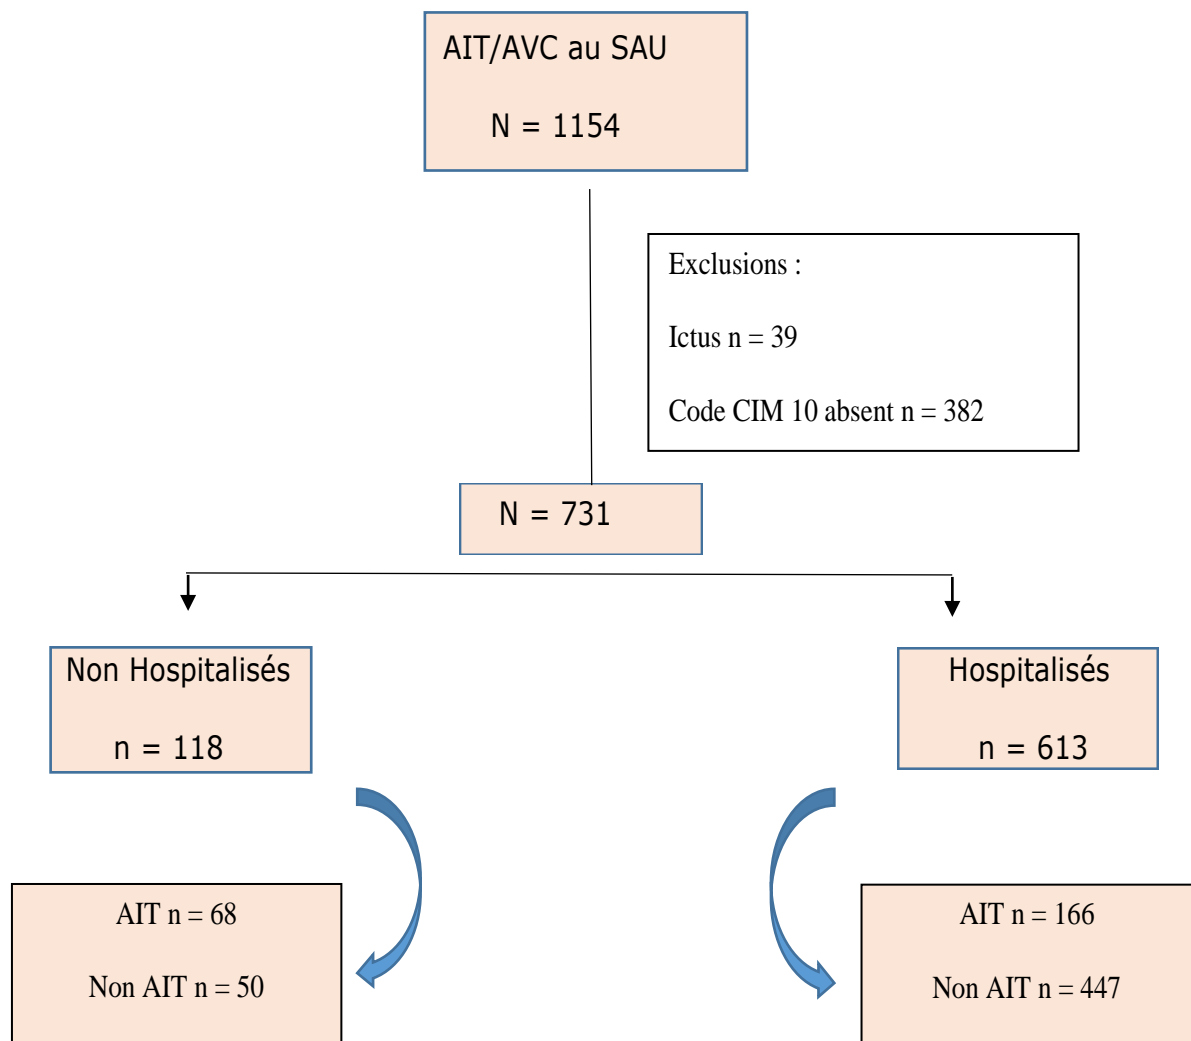 AIT/AVC au SAU
N = 1154
Exclusions :
Ictus n = 39
Code CIM 10 absent n = 382
N = 731
Non Hospitalisés
n = 118
Hospitalisés
n = 613
AIT n = 68
Non AIT n = 50
AIT n = 166
Non AIT n = 447